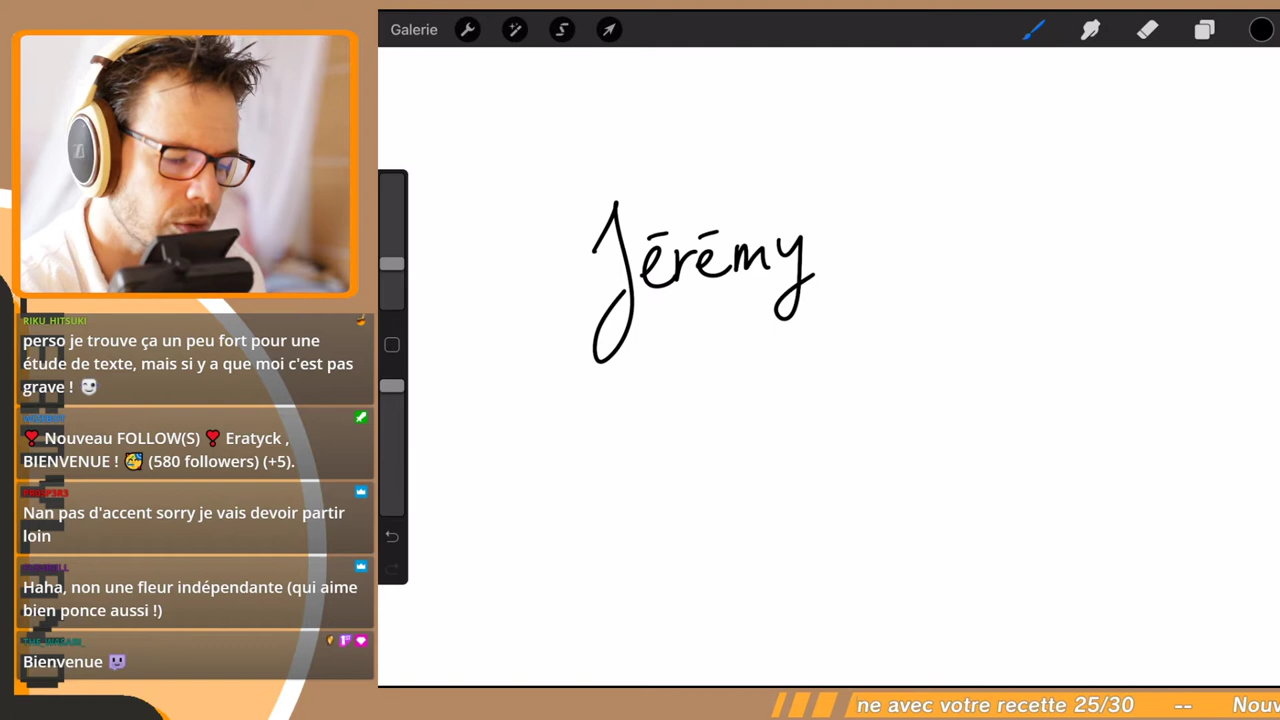 Galerie
Jérémy
RIKU_HITSUKI
perso je trouve ça un peu fort pour une
étude de texte, mais si y a que moi c'est pas
grave !
Nouveau FOLLOW(S) Eratyck ,
BIENVENUE ! (580 followers) (+5).
Nan pas d'accent sorry je vais devoir partir
loin
Haha, non une fleur indépendante (qui aime
bien ponce aussi !)
Bienvenue
ne avec votre recette 25/30 -- Nouv